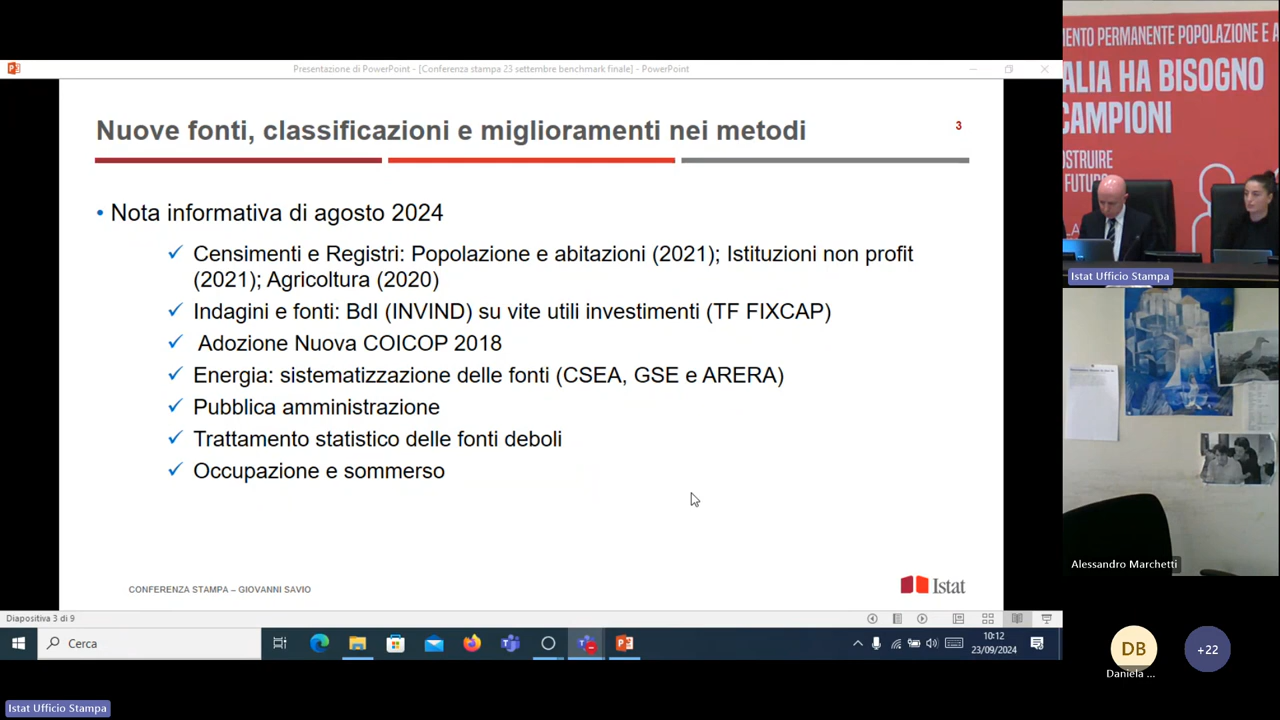 Presentazione di PowerPoint - [Conferenza stampa 23 settembre benchmark finale] - PowerPoint
Nuove fonti, classificazioni e miglioramenti nei metodi
3
• Nota informativa di agosto 2024
✓ Censimenti e Registri: Popolazione e abitazioni (2021); Istituzioni non profit
(2021); Agricoltura (2020)
✓ Indagini e fonti: BdI (INVIND) su vite utili investimenti (TF FIXCAP)
✓ Adozione Nuova COICOP 2018
✓ Energia: sistematizzazione delle fonti (CSEA, GSE e ARERA)
✓ Pubblica amministrazione
✓ Trattamento statistico delle fonti deboli
✓ Occupazione e sommerso
CONFERENZA STAMPA – GIOVANNI SAVIO
Istat
Diapositiva 3 di 9
Cerca
10:12
23/09/2024
Istat Ufficio Stampa
MENTO PERMANENTE POPOLAZIONE E A
ALIA HA BISOGNO
CAMPIONI
OSTRUIRE
FUTURO
Istat Ufficio Stampa
Alessandro Marchetti
DB
Daniela ...
+22